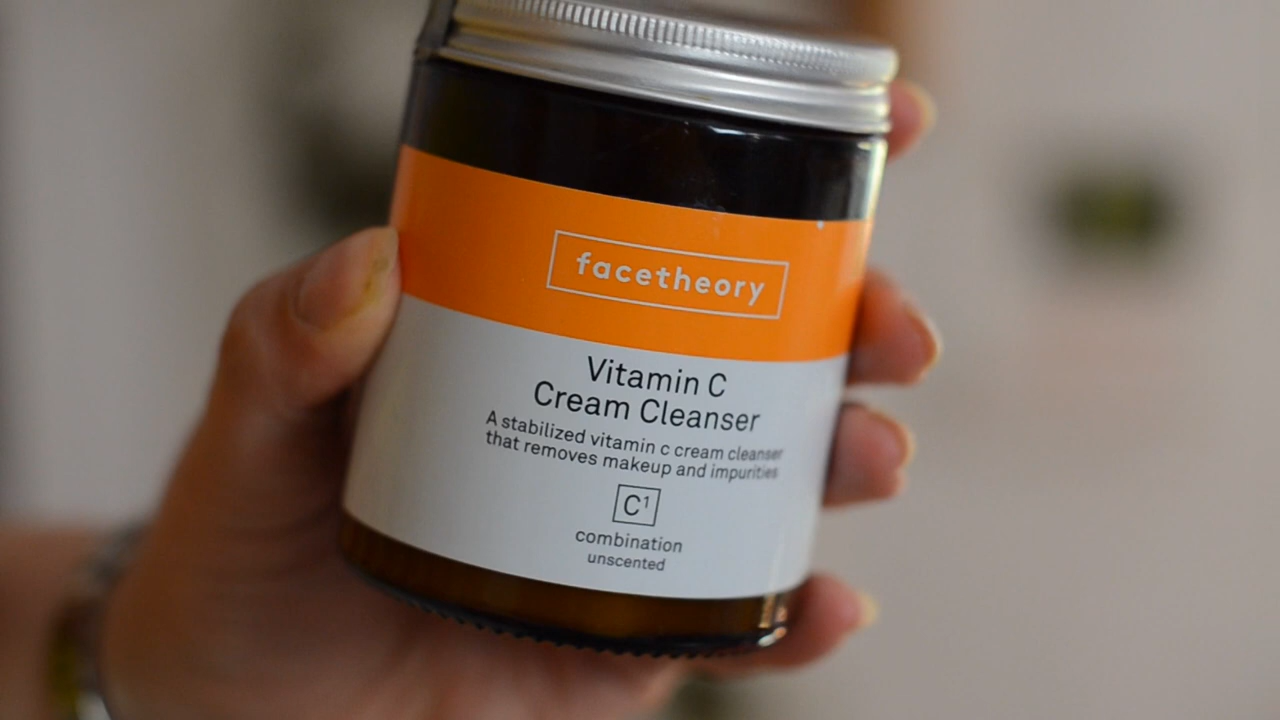 facetheory
Vitamin C
Cream Cleanser
A stabilized vitamin c cream cleanser
that removes makeup and impurities
C¹
combination
unscented